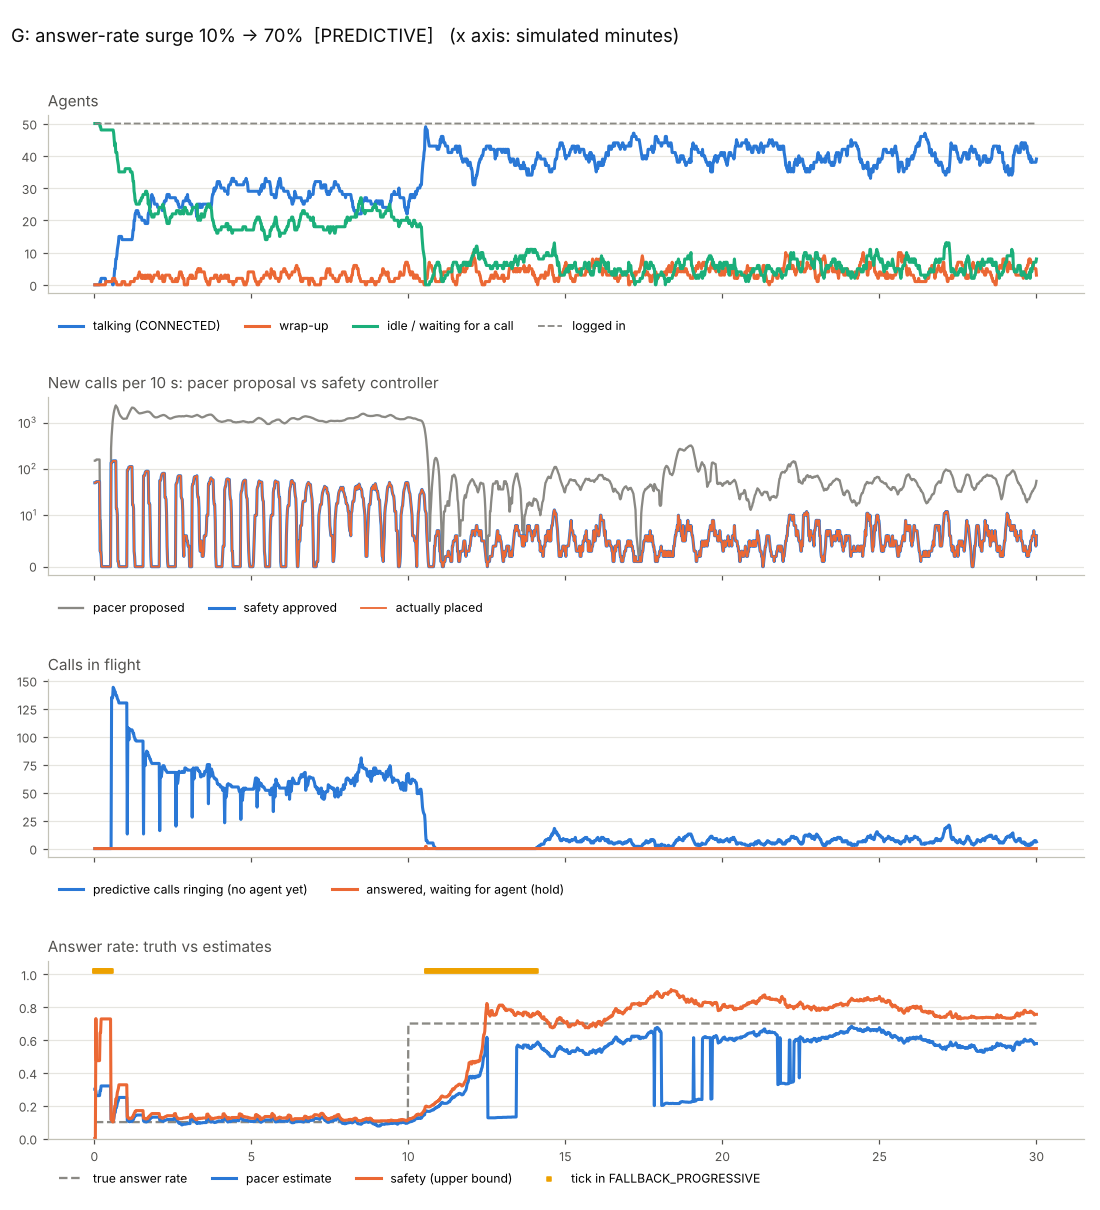 G: answer-rate surge 10% → 70%  [PREDICTIVE]   (x axis: simulated minutes)
Agents
50
40
30
20
10
0
talking (CONNECTED)   wrap-up   idle / waiting for a call   logged in
New calls per 10 s: pacer proposal vs safety controller
10³
10²
10¹
0
pacer proposed   safety approved   actually placed
Calls in flight
150
125
100
75
50
25
0
predictive calls ringing (no agent yet)   answered, waiting for agent (hold)
Answer rate: truth vs estimates
1.0
0.8
0.6
0.4
0.2
0.0
0   5   10   15   20   25   30
true answer rate   pacer estimate   safety (upper bound)   tick in FALLBACK_PROGRESSIVE